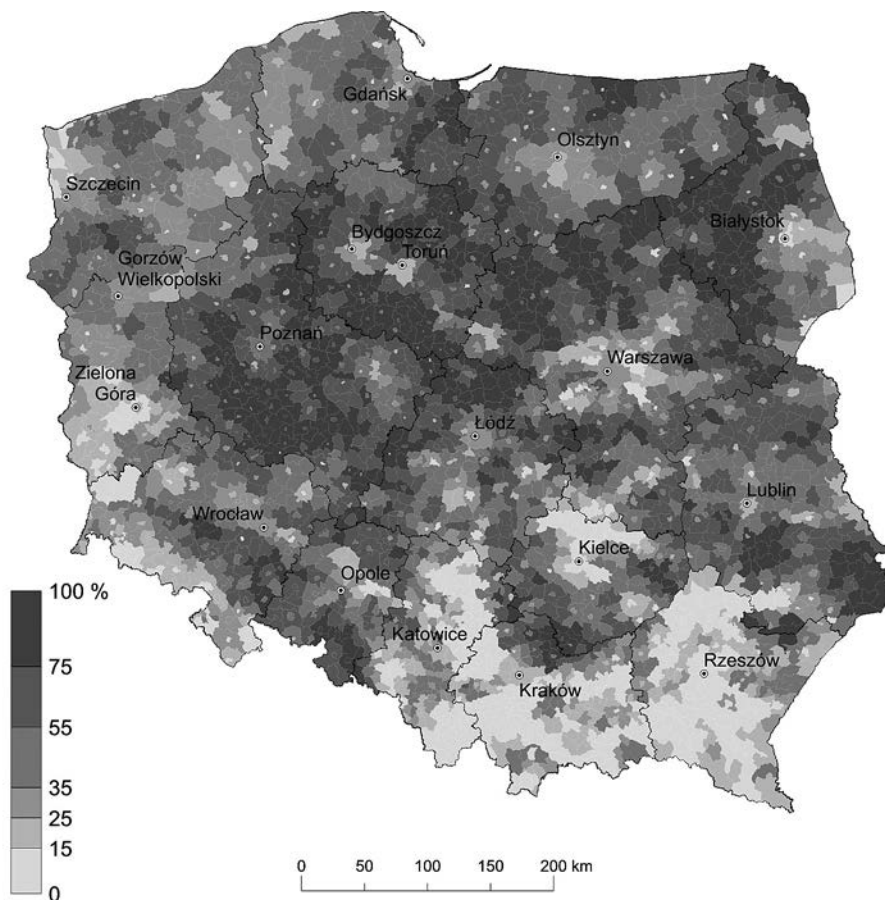 Gdańsk
Olsztyn
Szczecin
Białystok
Bydgoszcz
Toruń
Gorzów
Wielkopolski
Poznań
Warszawa
Zielona
Góra
Łódź
Lublin
Wrocław
Kielce
Opole
100 %
75
55
35
25
15
0
Katowice
Rzeszów
Kraków
0 50 100 150 200 km